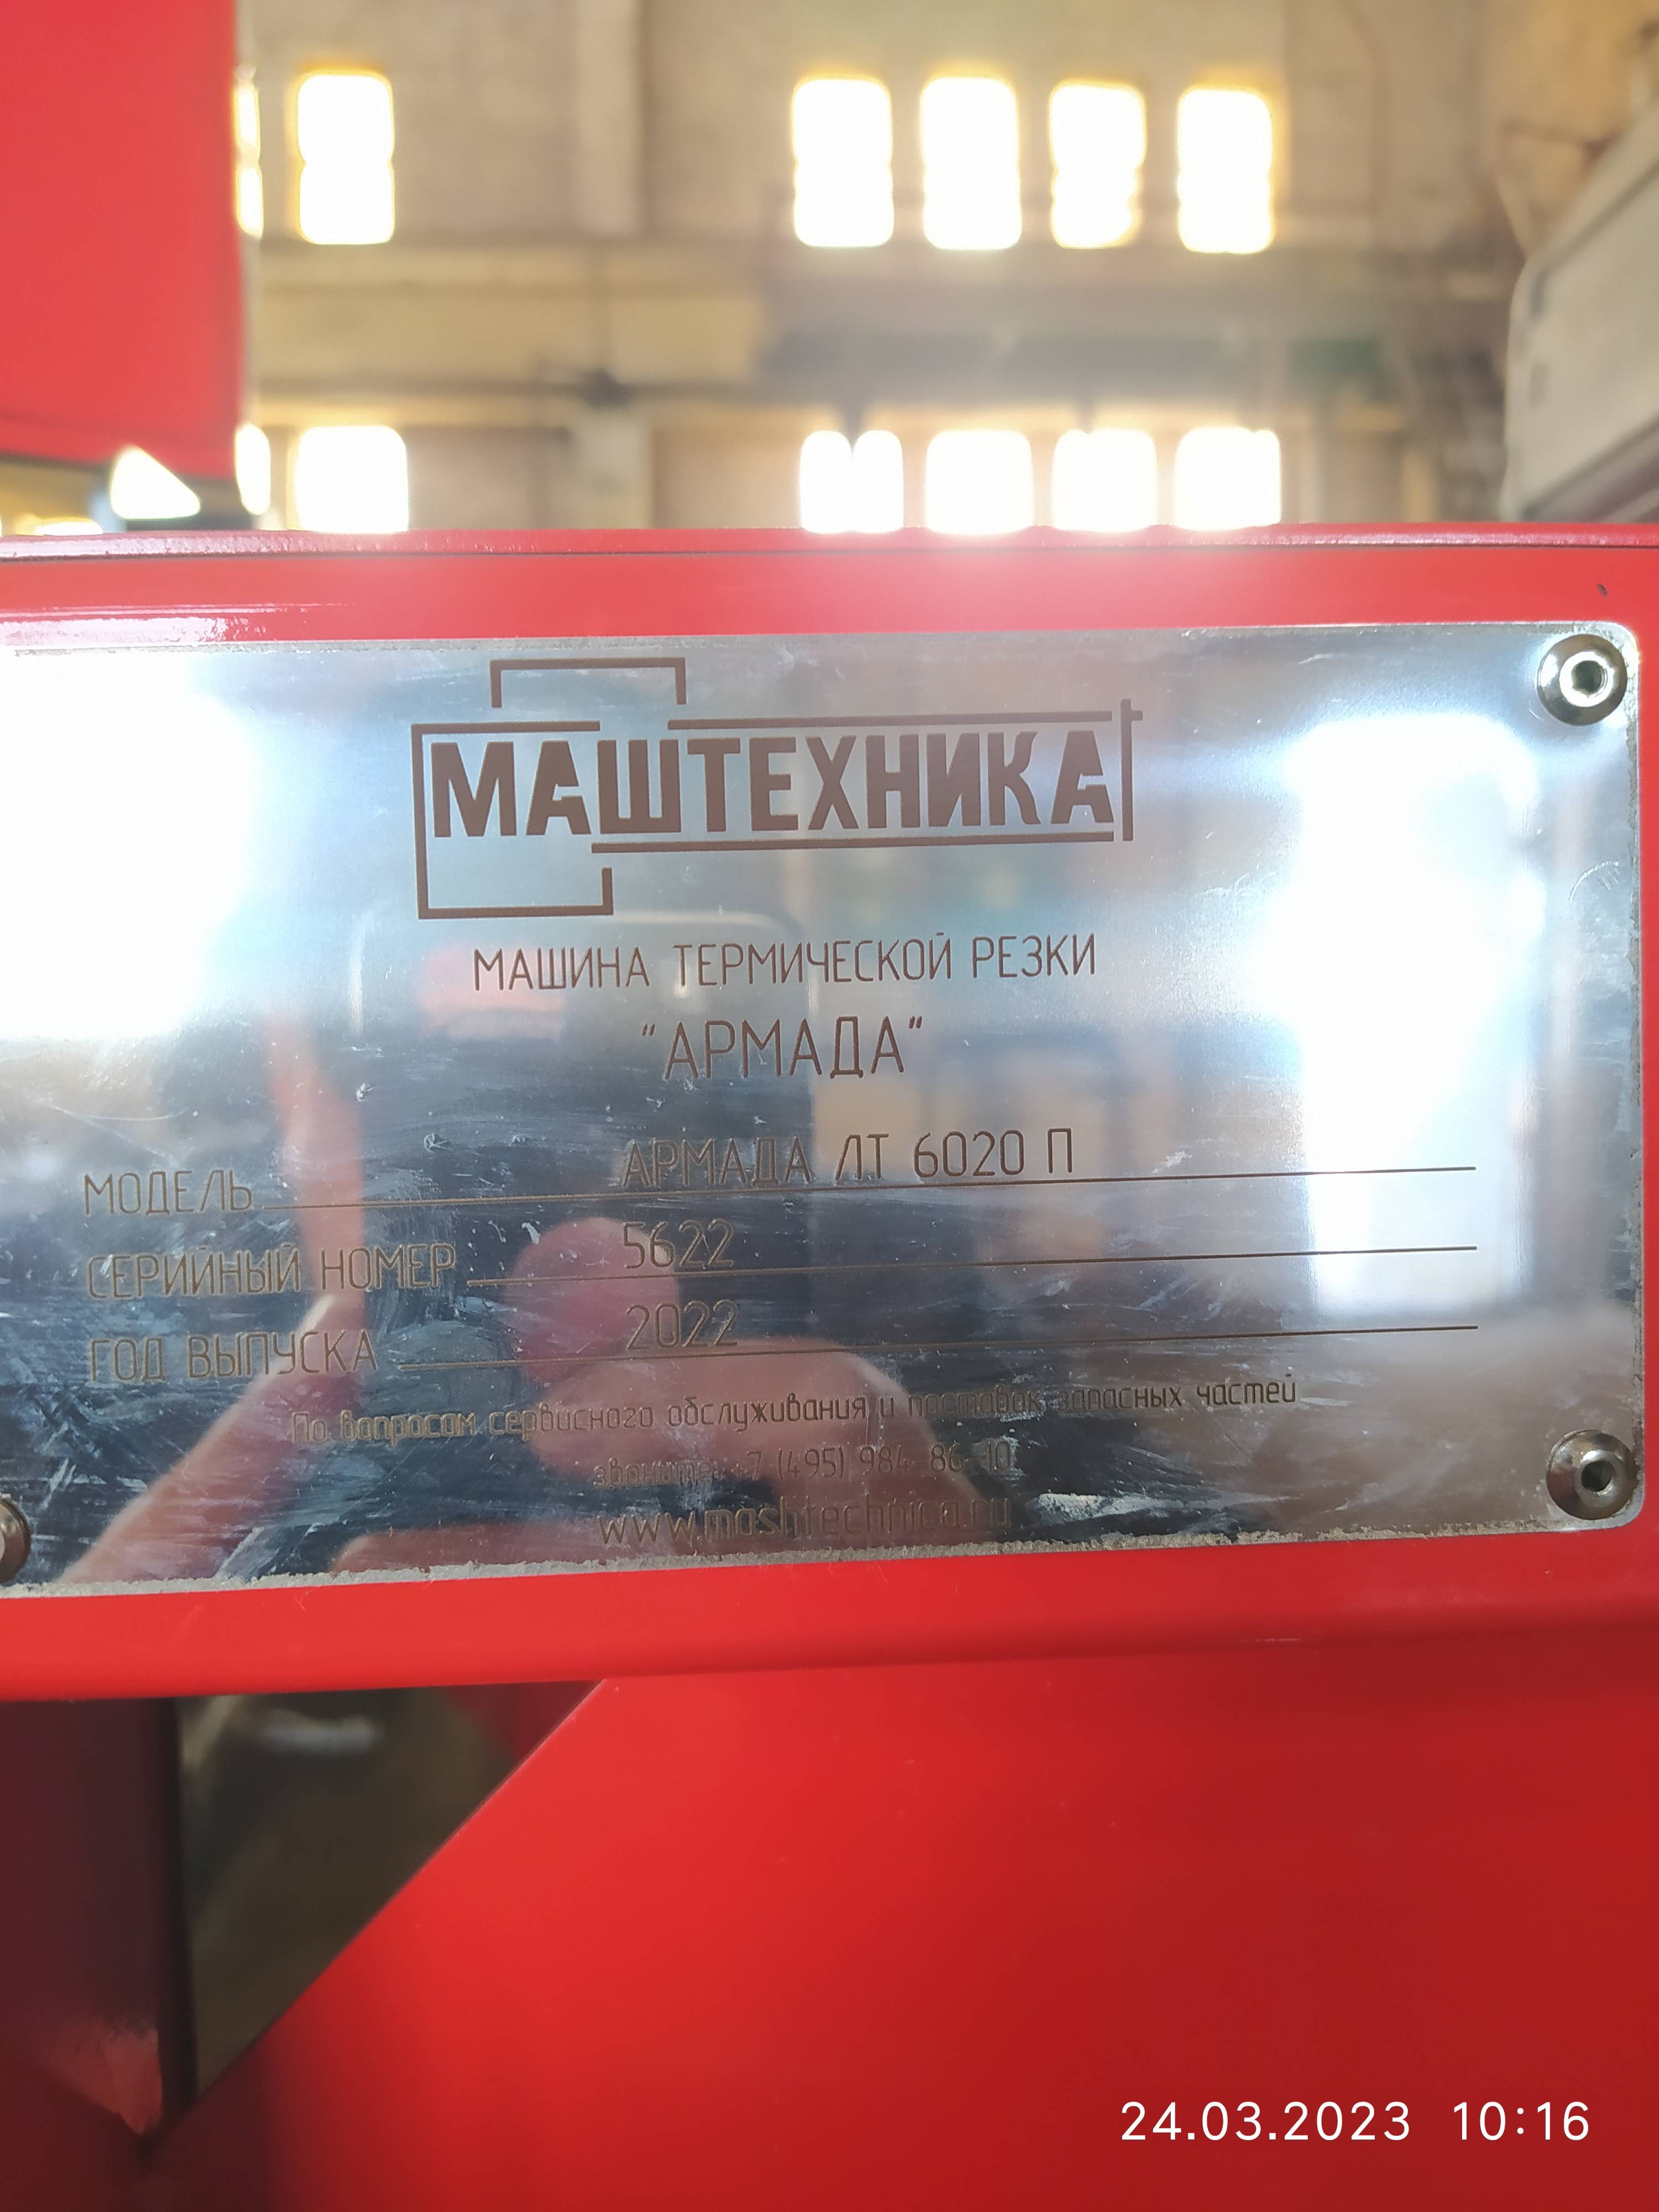 МАШТЕХНИКА
МАШИНА ТЕРМИЧЕСКОЙ РЕЗКИ
"АРМАДА"
МОДЕЛЬ АРМАДА ЛТ 6020 П
СЕРИЙНЫЙ НОМЕР 5622
ГОД ВЫПУСКА 2022
По вопросам сервисного обслуживания и поставок запасных частей
звоните: +7 (495) 984-86-10
www.mashtechnica.ru
24.03.2023 10:16